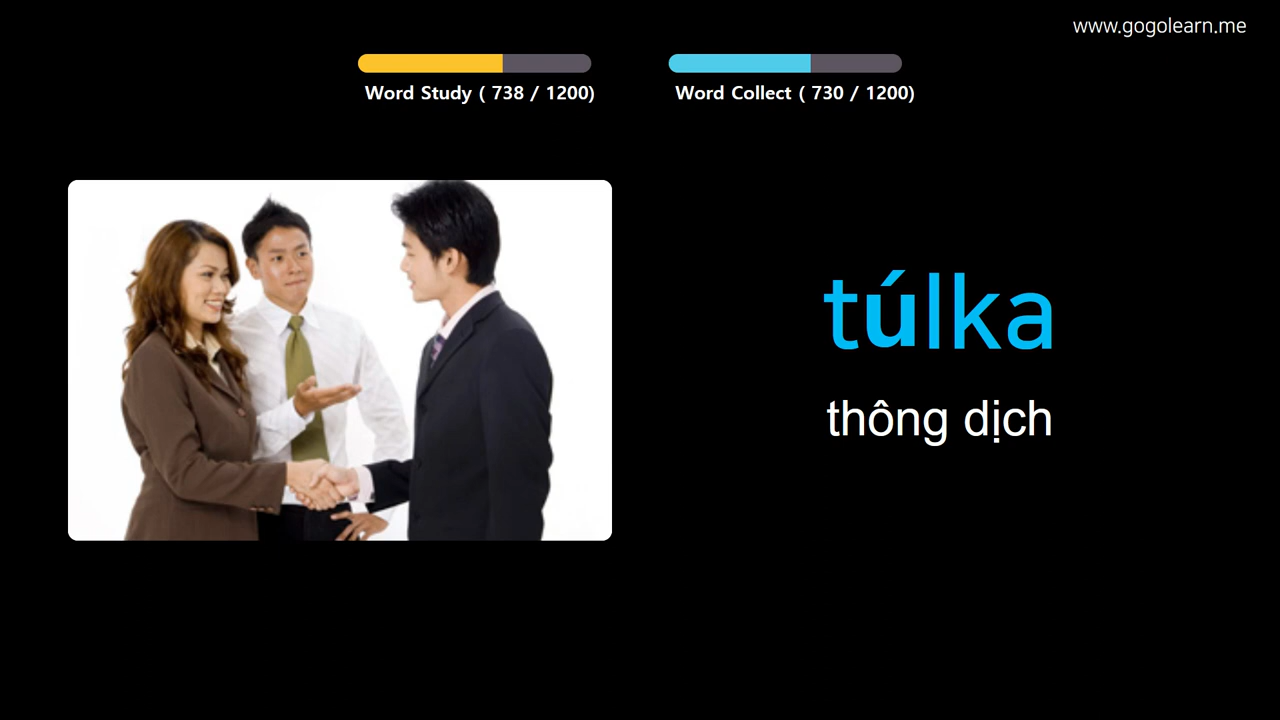 www.gogolearn.me
Word Study ( 738 / 1200)
Word Collect ( 730 / 1200)
túlka
thông dịch